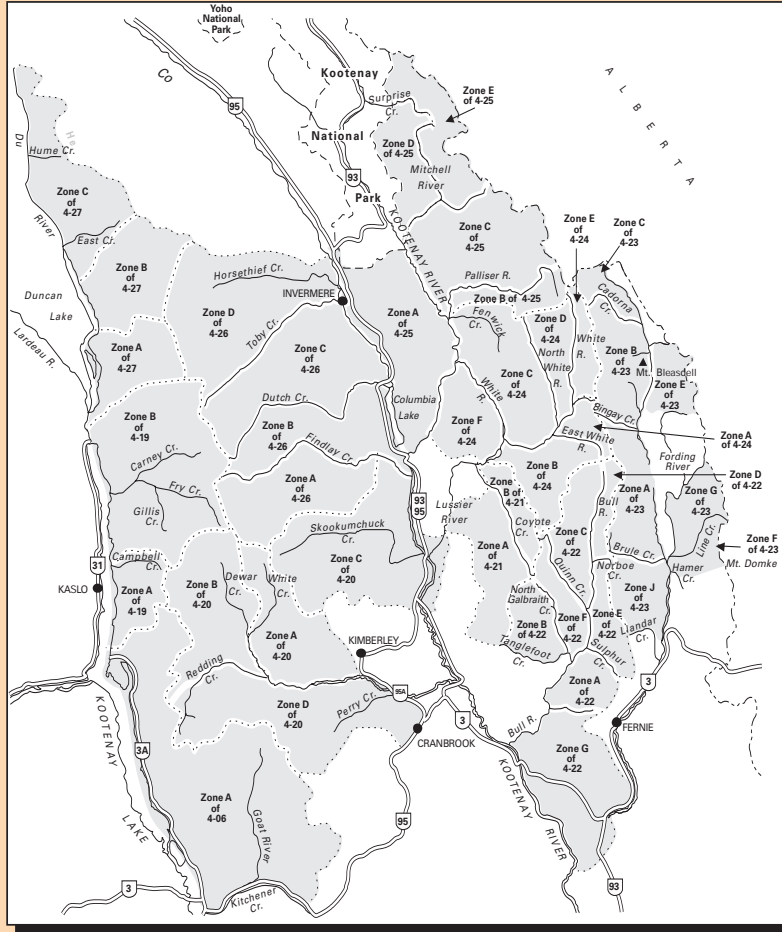 Yoho
National
Park
Co
Kootenay
95
Surprise
Cr.
Zone E
of 4-25
ALBERTA
National
Zone D
of 4-25
Du
He
Hume Cr.
Mitchell
River
93
Zone C
of
4-27
Park
KOOTENAY RIVER
River
East Cr.
Zone C
of
4-25
Zone E
of
4-24
Zone C
of
4-23
Zone B
of
4-27
Horsethief Cr.
Palliser R.
Duncan
Lake
INVERMERE
Zone B of 4-25
Cadorna
Cr.
Zone D
of
4-26
Toby Cr.
Zone A
of
4-25
Fenwick
Cr.
Zone D
of
4-24
White
R.
Lardeau R.
Zone A
of
4-27
Zone C
of
4-26
North
White
R.
Zone B
of
4-23
Mt. Bleasdell
Zone E
of
4-23
White
R.
Zone C
of
4-24
Dutch Cr.
Columbia
Lake
Zone B
of
4-19
Zone B
of
4-26
Zone F
of
4-24
Bingay Cr.
East White
R.
Zone A
of
4-24
Findlay Cr.
Carney Cr.
Fording
River
Zone A
of
4-26
Zone B
of
4-24
Zone D
of
4-22
Fry Cr.
93
95
Lussier
River
Zone
B of
4-21
Bull
R.
Zone A
of
4-23
Zone G
of
4-23
Gillis
Cr.
Skookumchuck
Cr.
Coyote
Cr.
Zone C
of
4-22
Line Cr.
Zone F
of 4-23
Zone A
of
4-21
Brule Cr.
Campbell
Cr.
Zone C
of
4-20
Quinn Cr.
Norboe
Cr.
Hamer
Cr.
Mt. Domke
31
KASLO
Zone A
of
4-19
Zone B
of
4-20
Dewar
Cr.
White
Cr.
North
Galbraith
Cr.
Zone J
of
4-23
Zone B
of
4-22
Zone F
of
4-22
Zone E
of
4-22
Liandar
Cr.
Zone A
of
4-20
KIMBERLEY
Tanglefoot
Cr.
Sulphur
Cr.
Redding
Cr.
Zone A
of
4-22
3
95A
Zone D
of
4-20
Perry Cr.
3
CRANBROOK
Bull R.
FERNIE
KOOTENAY
LAKE
3A
Zone G
of
4-22
Zone A
of
4-06
Goat River
KOOTENAY
RIVER
95
3
Kitchener
Cr.
93